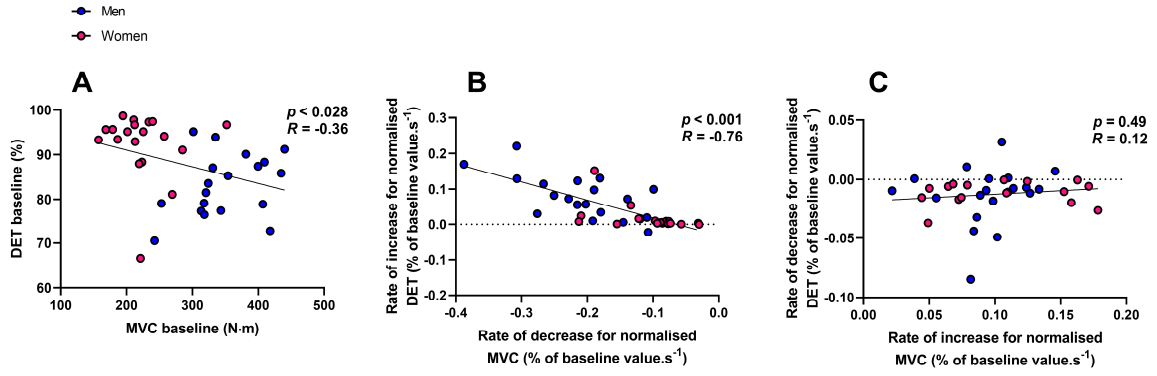 Men
Women
A
p < 0.028
R = -0.36
DET baseline (%)
100
90
80
70
60
100
200
300
400
500
MVC baseline (N·m)
B
p < 0.001
R = -0.76
Rate of increase for normalised
DET (% of baseline value.s-1)
0.3
0.2
0.1
0.0
-0.1
-0.2
-0.4
-0.3
-0.2
-0.1
0.0
Rate of decrease for normalised
MVC (% of baseline value.s-1)
C
p = 0.49
R = 0.12
Rate of decrease for normalised
DET (% of baseline value.s-1)
0.05
0.00
-0.05
-0.10
0.00
0.05
0.10
0.15
0.20
Rate of increase for normalised
MVC (% of baseline value.s-1)